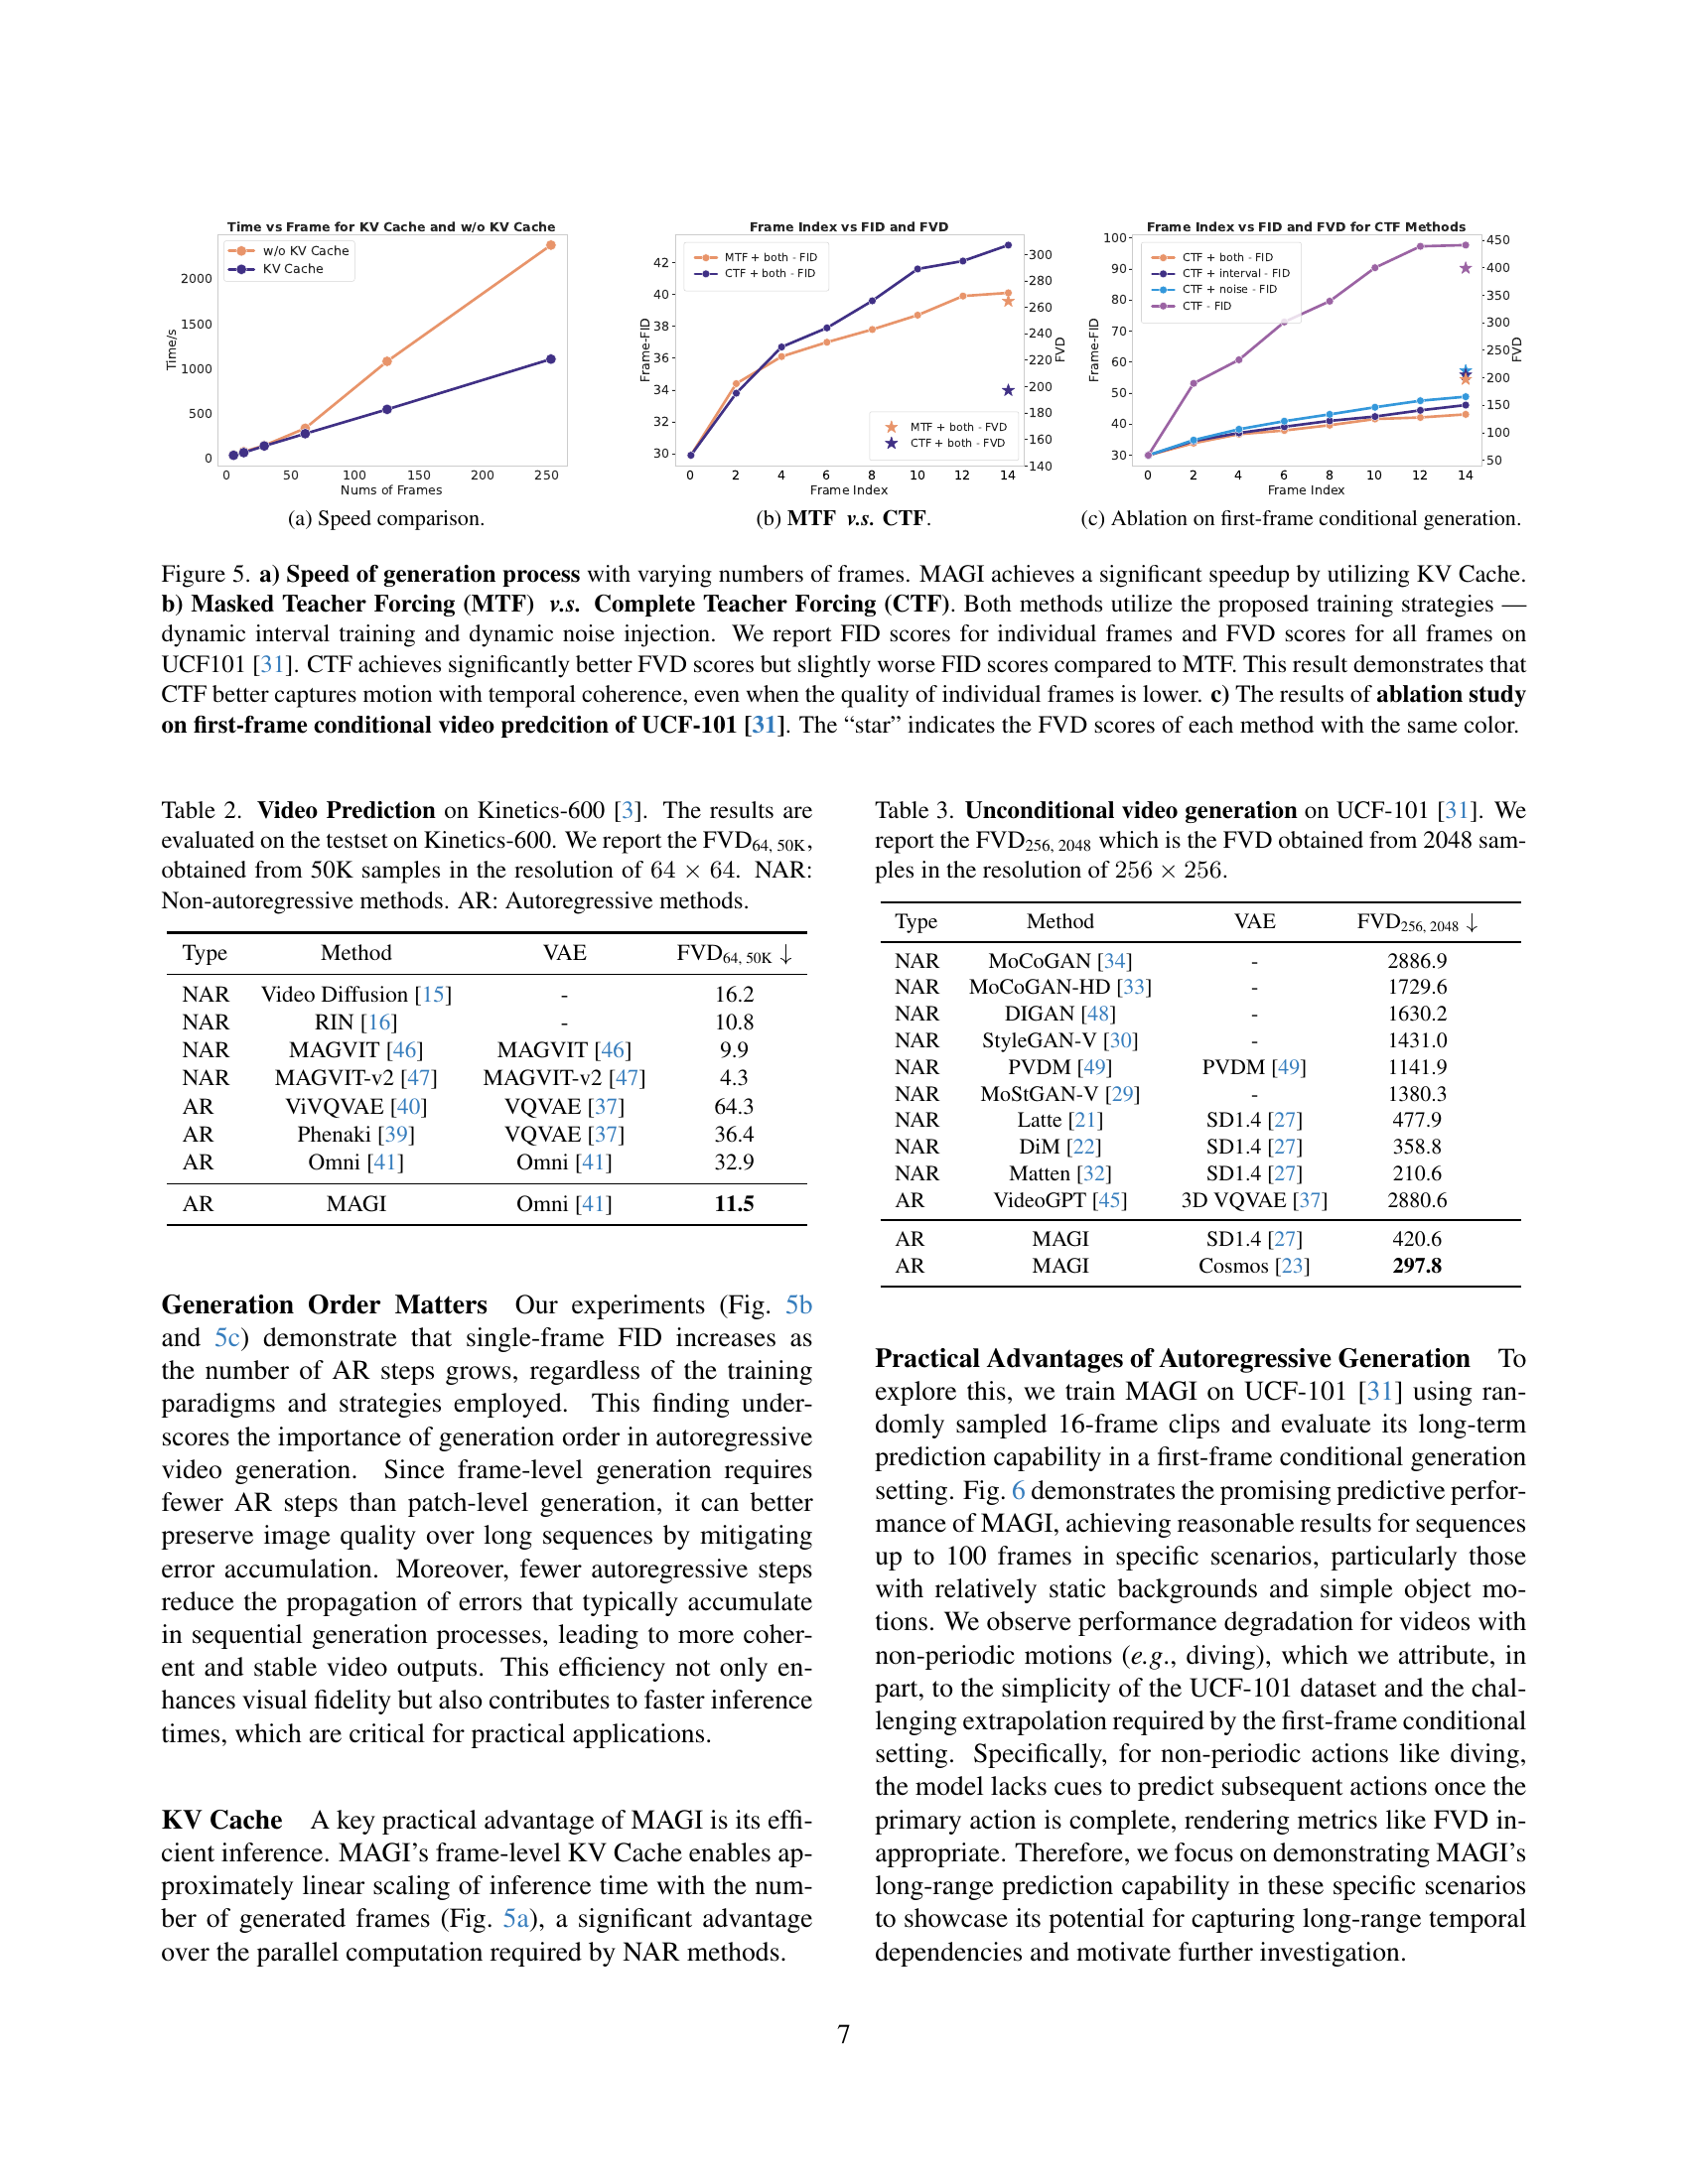 Time vs Frame for KV Cache and w/o KV Cache
w/o KV Cache
KV Cache
2000
1500
1000
500
0
Time/s
0 50 100 150 200 250
Nums of Frames
(a) Speed comparison.
Frame Index vs FID and FVD
MTF + both - FID
CTF + both - FID
42
40
38
36
34
32
30
Frame-FID
300
280
260
240
220
200
180
160
140
FVD
MTF + both - FVD
CTF + both - FVD
0 2 4 6 8 10 12 14
Frame Index
(b) MTF v.s. CTF.
Frame Index vs FID and FVD for CTF Methods
CTF + both - FID
CTF + interval - FID
CTF + noise - FID
CTF - FID
100
90
80
70
60
50
40
30
Frame-FID
450
400
350
300
250
200
150
100
50
FVD
0 2 4 6 8 10 12 14
Frame Index
(c) Ablation on first-frame conditional generation.
Figure 5. a) Speed of generation process with varying numbers of frames. MAGI achieves a significant speedup by utilizing KV Cache.
b) Masked Teacher Forcing (MTF) v.s. Complete Teacher Forcing (CTF). Both methods utilize the proposed training strategies —
dynamic interval training and dynamic noise injection. We report FID scores for individual frames and FVD scores for all frames on
UCF101 [31]. CTF achieves significantly better FVD scores but slightly worse FID scores compared to MTF. This result demonstrates that
CTF better captures motion with temporal coherence, even when the quality of individual frames is lower. c) The results of ablation study
on first-frame conditional video predcition of UCF-101 [31]. The “star” indicates the FVD scores of each method with the same color.
Table 2. Video Prediction on Kinetics-600 [3]. The results are
evaluated on the testset on Kinetics-600. We report the FVD64, 50K,
obtained from 50K samples in the resolution of 64 × 64. NAR:
Non-autoregressive methods. AR: Autoregressive methods.
Type Method VAE FVD64, 50K ↓
NAR Video Diffusion [15] - 16.2
NAR RIN [16] - 10.8
NAR MAGVIT [46] MAGVIT [46] 9.9
NAR MAGVIT-v2 [47] MAGVIT-v2 [47] 4.3
AR ViVQVAE [40] VQVAE [37] 64.3
AR Phenaki [39] VQVAE [37] 36.4
AR Omni [41] Omni [41] 32.9
AR MAGI Omni [41] 11.5
Generation Order Matters Our experiments (Fig. 5b
and 5c) demonstrate that single-frame FID increases as
the number of AR steps grows, regardless of the training
paradigms and strategies employed. This finding under-
scores the importance of generation order in autoregressive
video generation. Since frame-level generation requires
fewer AR steps than patch-level generation, it can better
preserve image quality over long sequences by mitigating
error accumulation. Moreover, fewer autoregressive steps
reduce the propagation of errors that typically accumulate
in sequential generation processes, leading to more coher-
ent and stable video outputs. This efficiency not only en-
hances visual fidelity but also contributes to faster inference
times, which are critical for practical applications.
KV Cache A key practical advantage of MAGI is its effi-
cient inference. MAGI’s frame-level KV Cache enables ap-
proximately linear scaling of inference time with the num-
ber of generated frames (Fig. 5a), a significant advantage
over the parallel computation required by NAR methods.
Table 3. Unconditional video generation on UCF-101 [31]. We
report the FVD256, 2048 which is the FVD obtained from 2048 sam-
ples in the resolution of 256 × 256.
Type Method VAE FVD256, 2048 ↓
NAR MoCoGAN [34] - 2886.9
NAR MoCoGAN-HD [33] - 1729.6
NAR DIGAN [48] - 1630.2
NAR StyleGAN-V [30] - 1431.0
NAR PVDM [49] PVDM [49] 1141.9
NAR MoStGAN-V [29] - 1380.3
NAR Latte [21] SD1.4 [27] 477.9
NAR DiM [22] SD1.4 [27] 358.8
NAR Matten [32] SD1.4 [27] 210.6
AR VideoGPT [45] 3D VQVAE [37] 2880.6
AR MAGI SD1.4 [27] 420.6
AR MAGI Cosmos [23] 297.8
Practical Advantages of Autoregressive Generation To
explore this, we train MAGI on UCF-101 [31] using ran-
domly sampled 16-frame clips and evaluate its long-term
prediction capability in a first-frame conditional generation
setting. Fig. 6 demonstrates the promising predictive perfor-
mance of MAGI, achieving reasonable results for sequences
up to 100 frames in specific scenarios, particularly those
with relatively static backgrounds and simple object mo-
tions. We observe performance degradation for videos with
non-periodic motions (e.g., diving), which we attribute, in
part, to the simplicity of the UCF-101 dataset and the chal-
lenging extrapolation required by the first-frame conditional
setting. Specifically, for non-periodic actions like diving,
the model lacks cues to predict subsequent actions once the
primary action is complete, rendering metrics like FVD in-
appropriate. Therefore, we focus on demonstrating MAGI’s
long-range prediction capability in these specific scenarios
to showcase its potential for capturing long-range temporal
dependencies and motivate further investigation.
7